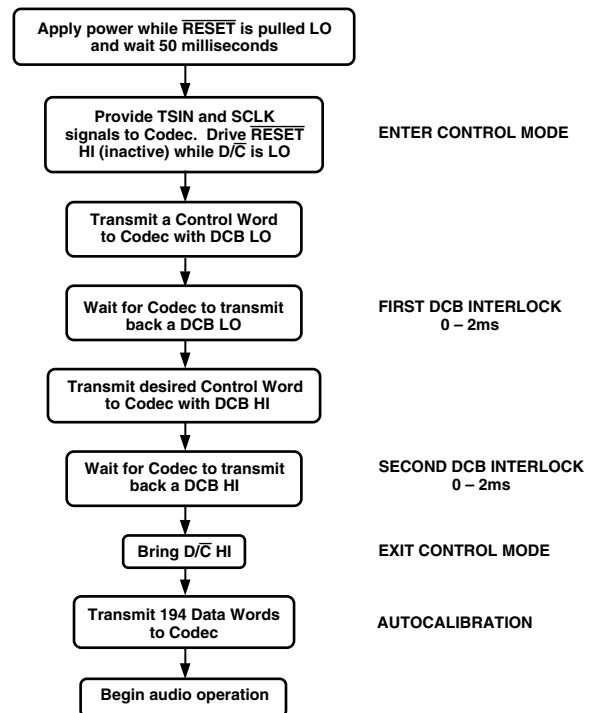 Apply power while RESET is pulled LO
and wait 50 milliseconds
Provide TSIN and SCLK
signals to Codec. Drive RESET
HI (inactive) while D/C is LO
ENTER CONTROL MODE
Transmit a Control Word
to Codec with DCB LO
Wait for Codec to transmit
back a DCB LO
FIRST DCB INTERLOCK
0 – 2ms
Transmit desired Control Word
to Codec with DCB HI
Wait for Codec to transmit
back a DCB HI
SECOND DCB INTERLOCK
0 – 2ms
Bring D/C HI
EXIT CONTROL MODE
Transmit 194 Data Words
to Codec
AUTOCALIBRATION
Begin audio operation